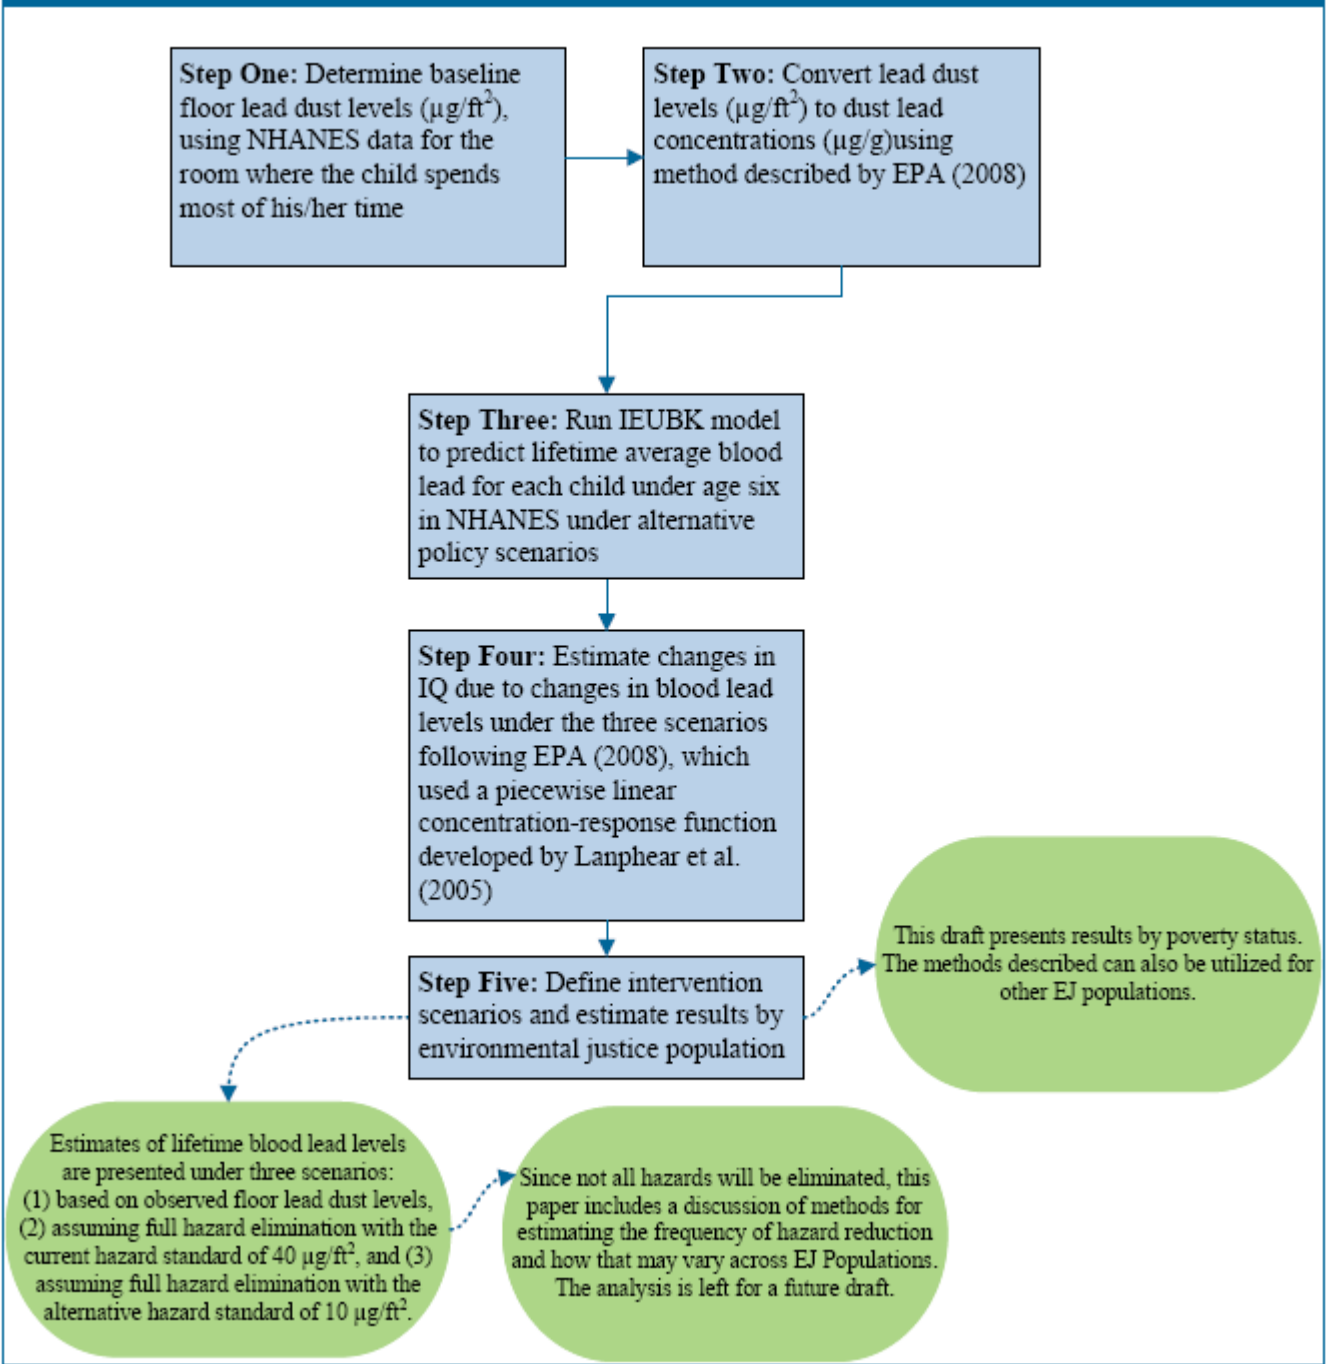 Step One: Determine baseline
floor lead dust levels (µg/ft²),
using NHANES data for the
room where the child spends
most of his/her time
Step Two: Convert lead dust
levels (µg/ft²) to dust lead
concentrations (µg/g)using
method described by EPA (2008)
Step Three: Run IEUBK model
to predict lifetime average blood
lead for each child under age six
in NHANES under alternative
policy scenarios
Step Four: Estimate changes in
IQ due to changes in blood lead
levels under the three scenarios
following EPA (2008), which
used a piecewise linear
concentration-response function
developed by Lanphear et al.
(2005)
Step Five: Define intervention
scenarios and estimate results by
environmental justice population
This draft presents results by poverty status.
The methods described can also be utilized for
other EJ populations.
Estimates of lifetime blood lead levels
are presented under three scenarios:
(1) based on observed floor lead dust levels,
(2) assuming full hazard elimination with the
current hazard standard of 40 µg/ft², and (3)
assuming full hazard elimination with the
alternative hazard standard of 10 µg/ft².
Since not all hazards will be eliminated, this
paper includes a discussion of methods for
estimating the frequency of hazard reduction
and how that may vary across EJ Populations.
The analysis is left for a future draft.